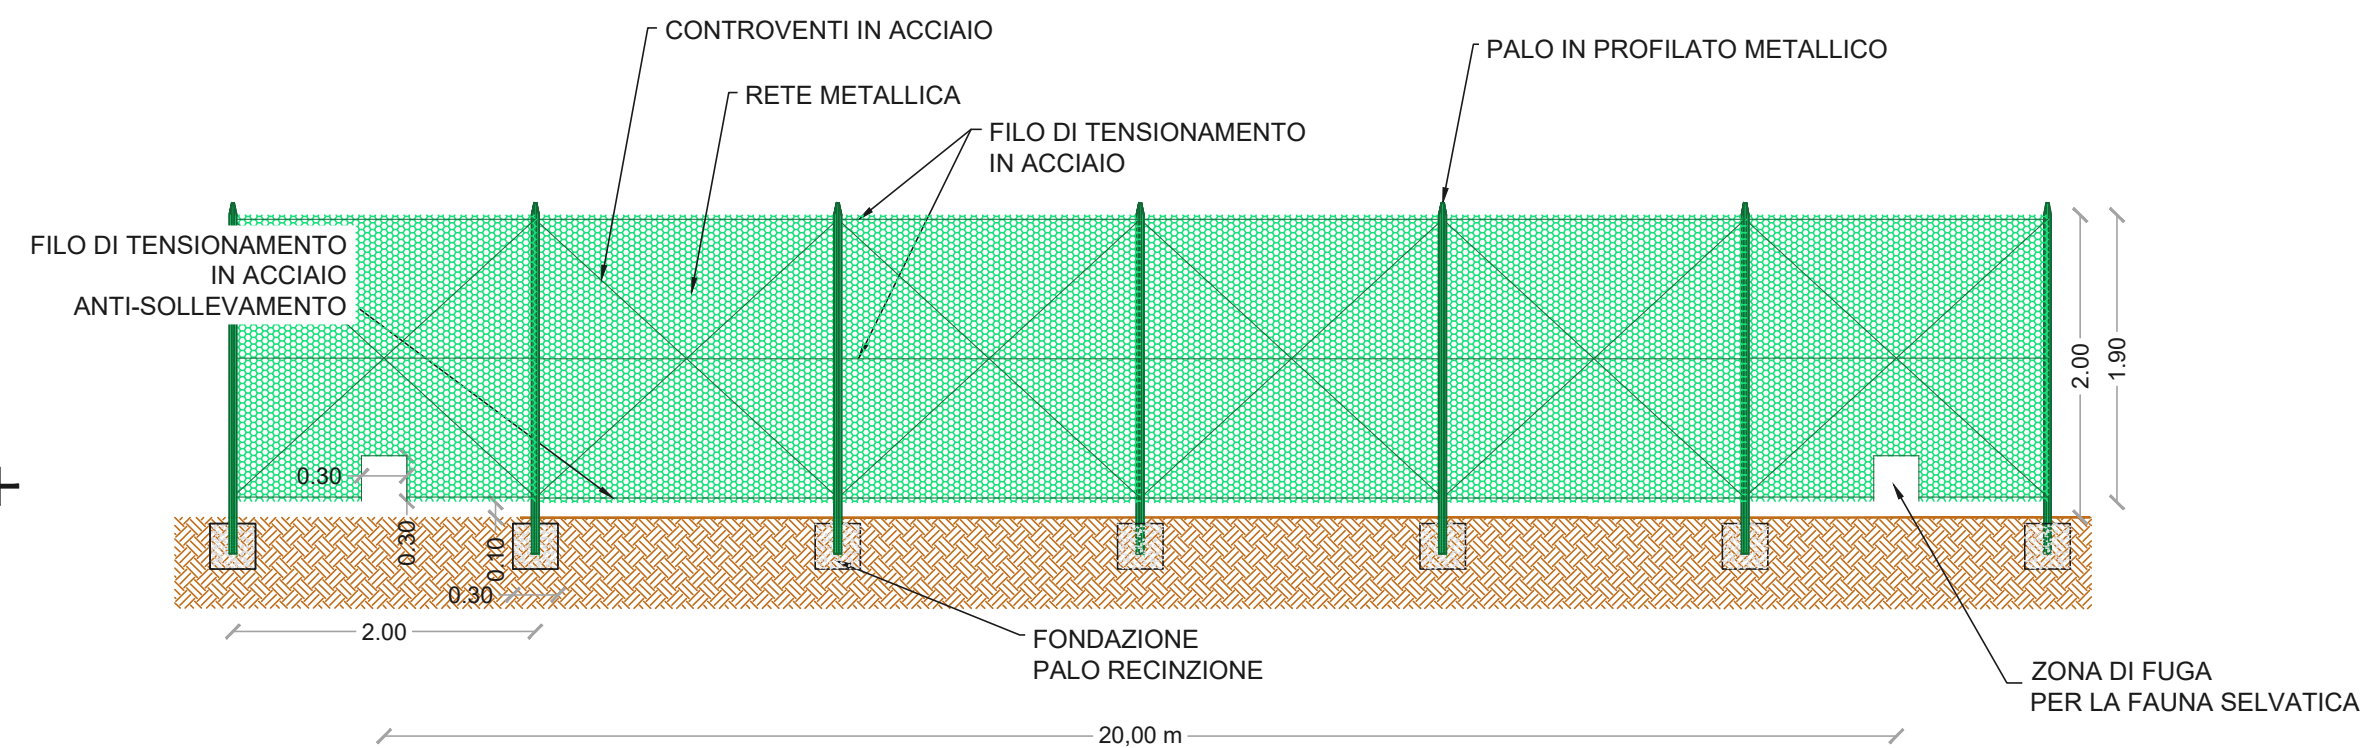 CONTROVENTI IN ACCIAIO
PALO IN PROFILATO METALLICO
RETE METALLICA
FILO DI TENSIONAMENTO
IN ACCIAIO
FILO DI TENSIONAMENTO
IN ACCIAIO
ANTI-SOLLEVAMENTO
2.00
1.90
0.30
0.30
0.10
0.30
2.00
FONDAZIONE
PALO RECINZIONE
ZONA DI FUGA
PER LA FAUNA SELVATICA
20,00 m